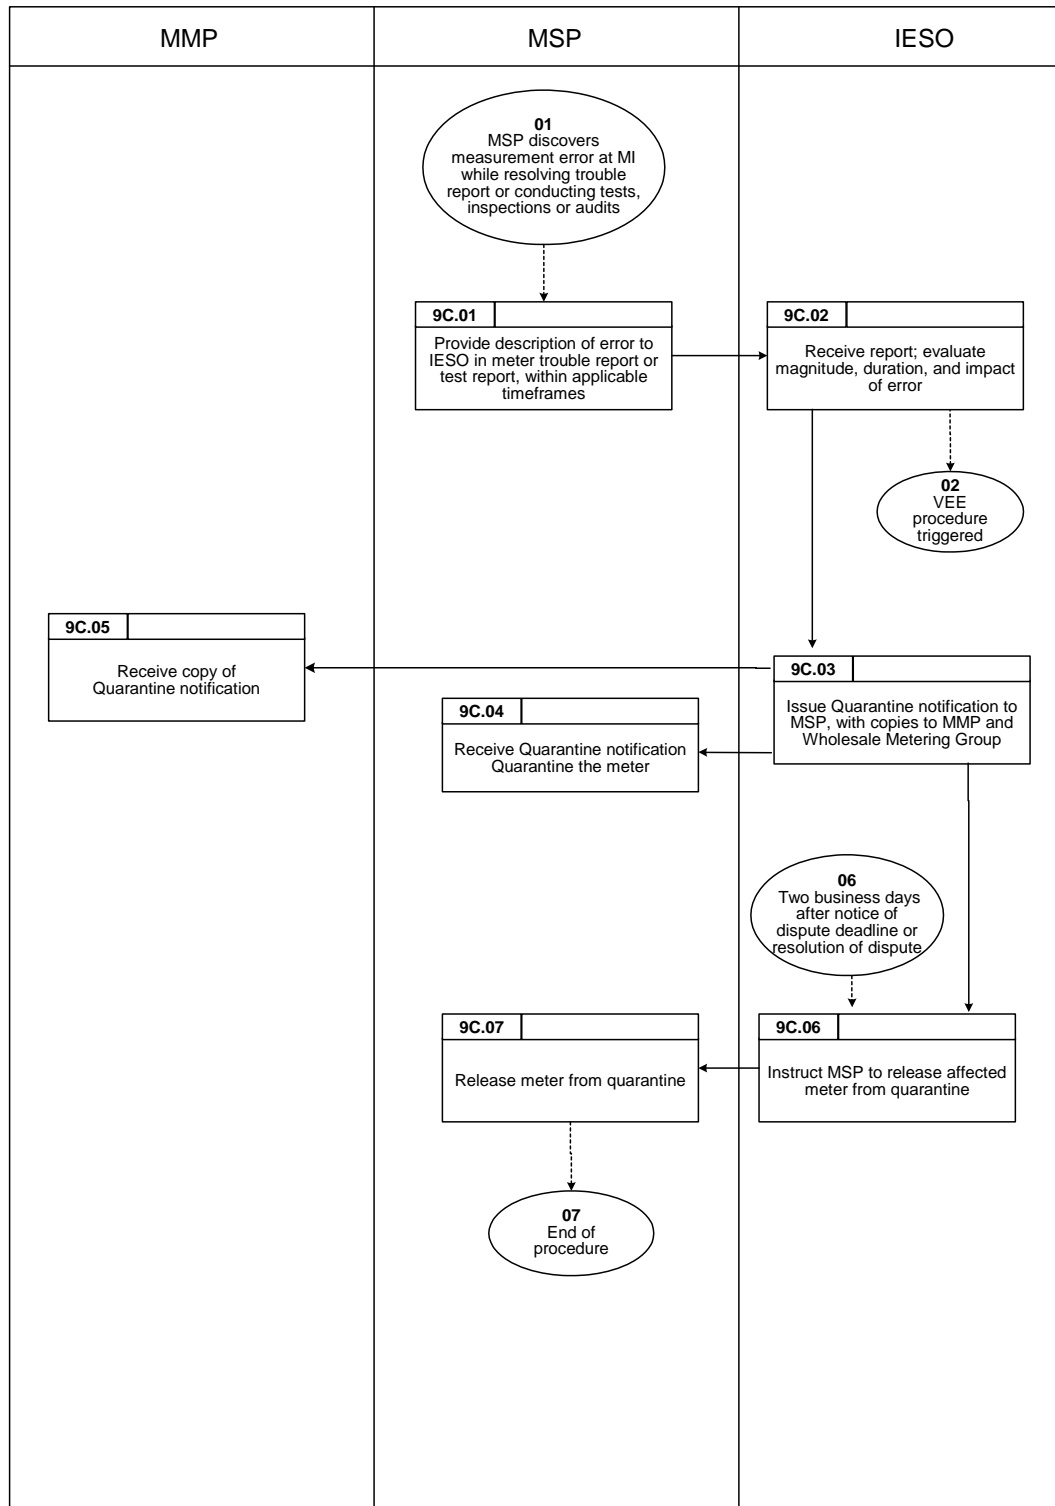 MMP
MSP
IESO
01
MSP discovers
measurement error at MI
while resolving trouble
report or conducting tests,
inspections or audits
9C.01
Provide description of error to
IESO in meter trouble report or
test report, within applicable
timeframes
9C.02
Receive report; evaluate
magnitude, duration, and impact
of error
02
VEE
procedure
triggered
9C.05
Receive copy of
Quarantine notification
9C.03
Issue Quarantine notification to
MSP, with copies to MMP and
Wholesale Metering Group
9C.04
Receive Quarantine notification
Quarantine the meter
06
Two business days
after notice of
dispute deadline or
resolution of dispute
9C.07
Release meter from quarantine
9C.06
Instruct MSP to release affected
meter from quarantine
07
End of
procedure